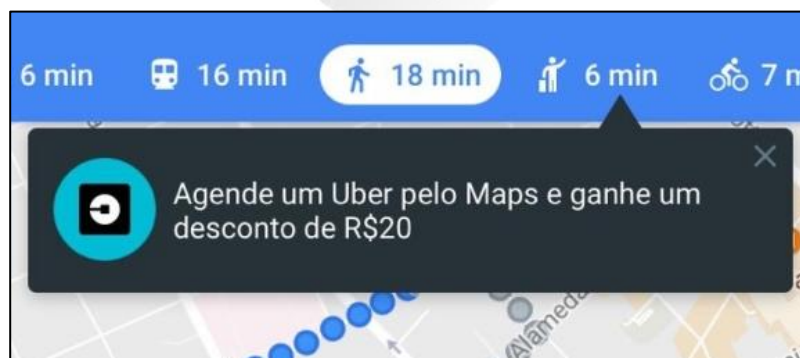 6 min 16 min 18 min 6 min 7 m
Agende um Uber pelo Maps e ganhe um
desconto de R$20
Alameda